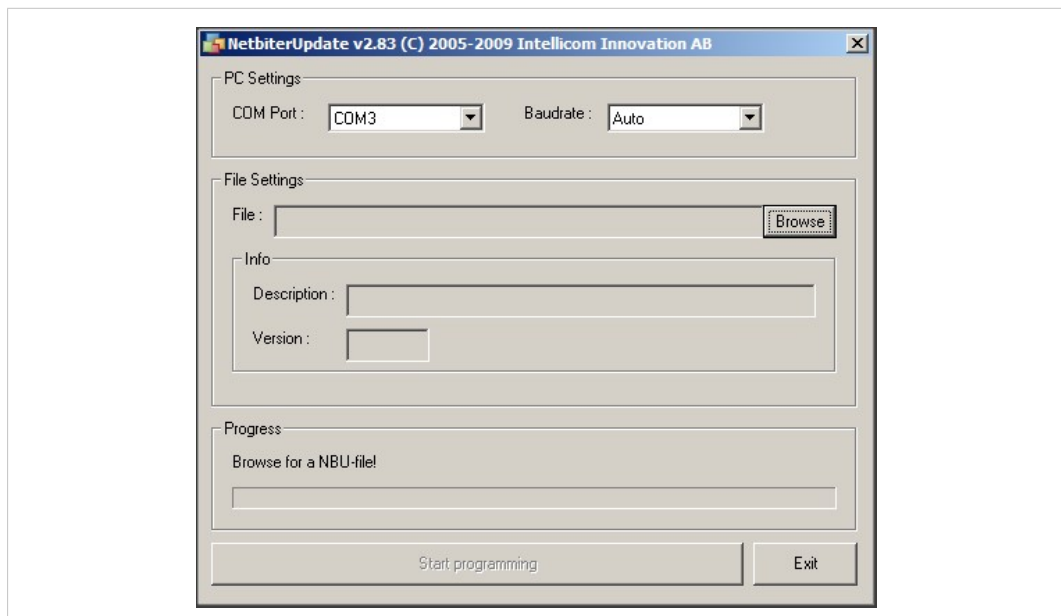 NetbiterUpdate v2.83 (C) 2005-2009 Intellicom Innovation AB
PC Settings
COM Port : COM3 Baudrate : Auto
File Settings
File : Browse
Info
Description :
Version :
Progress
Browse for a NBU-file!
Start programming Exit